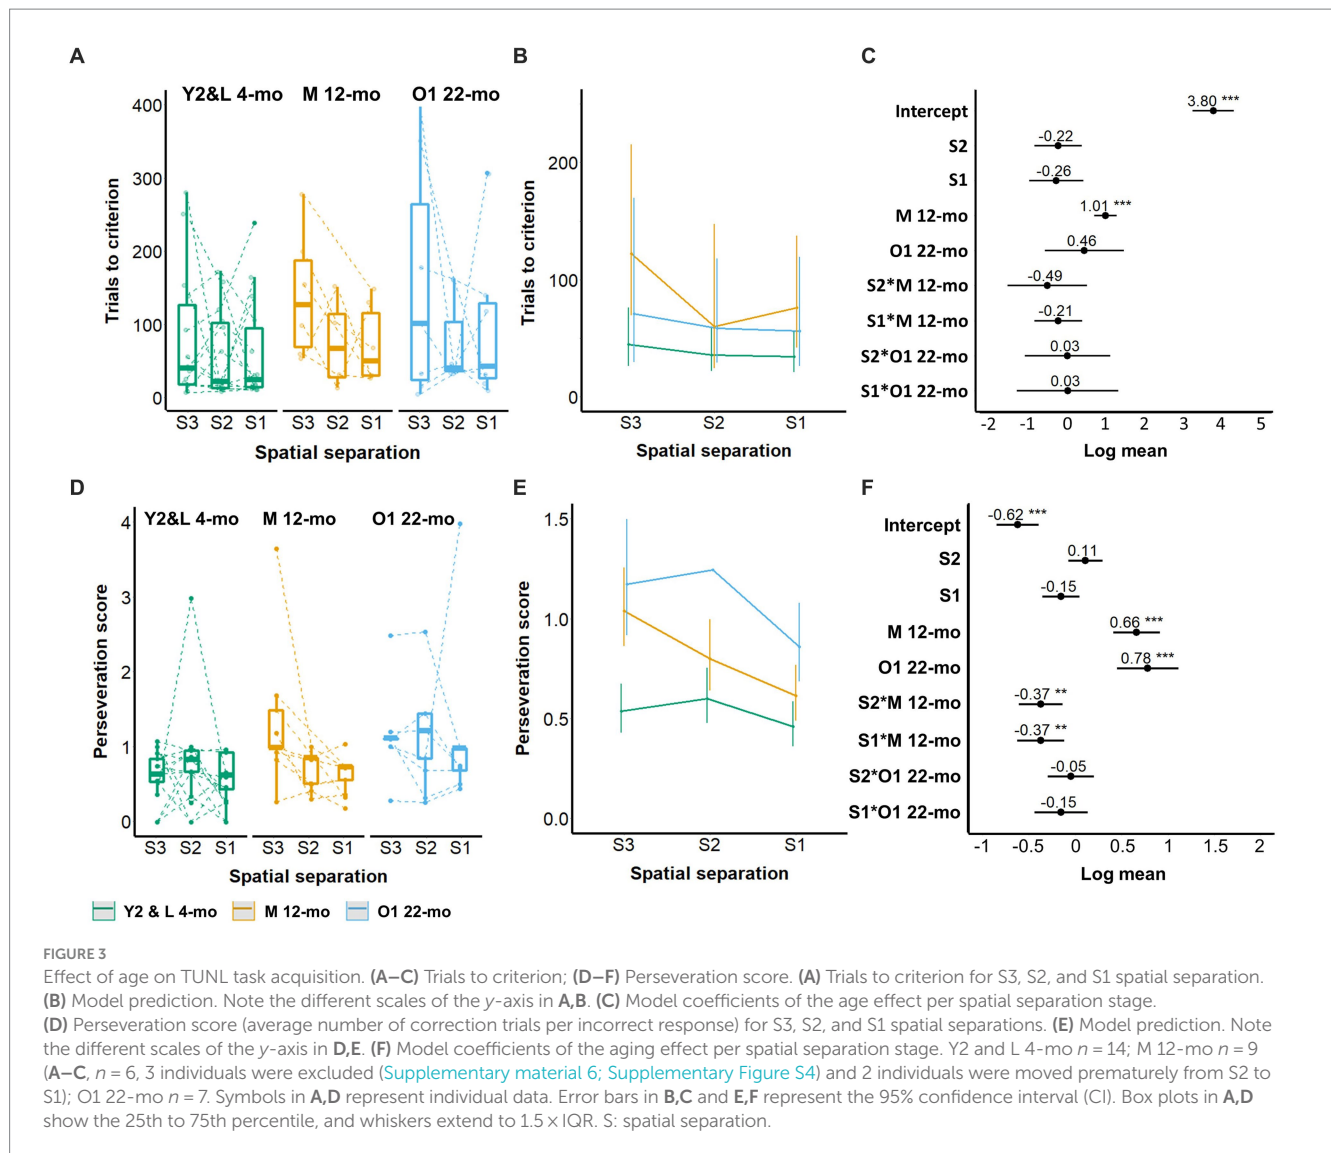 A
Y2&L 4-mo M 12-mo O1 22-mo
Trials to criterion
400
300
200
100
0
S3 S2 S1 S3 S2 S1 S3 S2 S1
Spatial separation
B
Trials to criterion
200
100
0
S3 S2 S1
Spatial separation
C
Intercept 3.80 ***
S2 -0.22
S1 -0.26
M 12-mo 1.01 ***
O1 22-mo 0.46
S2*M 12-mo -0.49
S1*M 12-mo -0.21
S2*O1 22-mo 0.03
S1*O1 22-mo 0.03
-2 -1 0 1 2 3 4 5
Log mean
D
Y2&L 4-mo M 12-mo O1 22-mo
Perseveration score
4
3
2
1
0
S3 S2 S1 S3 S2 S1 S3 S2 S1
Spatial separation
E
Perseveration score
1.5
1.0
0.5
0.0
S3 S2 S1
Spatial separation
F
Intercept -0.62 ***
S2 0.11
S1 -0.15
M 12-mo 0.66 ***
O1 22-mo 0.78 ***
S2*M 12-mo -0.37 **
S1*M 12-mo -0.37 **
S2*O1 22-mo -0.05
S1*O1 22-mo -0.15
-1 -0.5 0 0.5 1 1.5 2
Log mean
Y2 & L 4-mo M 12-mo O1 22-mo
FIGURE 3
Effect of age on TUNL task acquisition. (A–C) Trials to criterion; (D–F) Perseveration score. (A) Trials to criterion for S3, S2, and S1 spatial separation.
(B) Model prediction. Note the different scales of the y-axis in A,B. (C) Model coefficients of the age effect per spatial separation stage.
(D) Perseveration score (average number of correction trials per incorrect response) for S3, S2, and S1 spatial separations. (E) Model prediction. Note
the different scales of the y-axis in D,E. (F) Model coefficients of the aging effect per spatial separation stage. Y2 and L 4-mo n = 14; M 12-mo n = 9
(A–C, n = 6, 3 individuals were excluded (Supplementary material 6; Supplementary Figure S4) and 2 individuals were moved prematurely from S2 to
S1); O1 22-mo n = 7. Symbols in A,D represent individual data. Error bars in B,C and E,F represent the 95% confidence interval (CI). Box plots in A,D
show the 25th to 75th percentile, and whiskers extend to 1.5 × IQR. S: spatial separation.